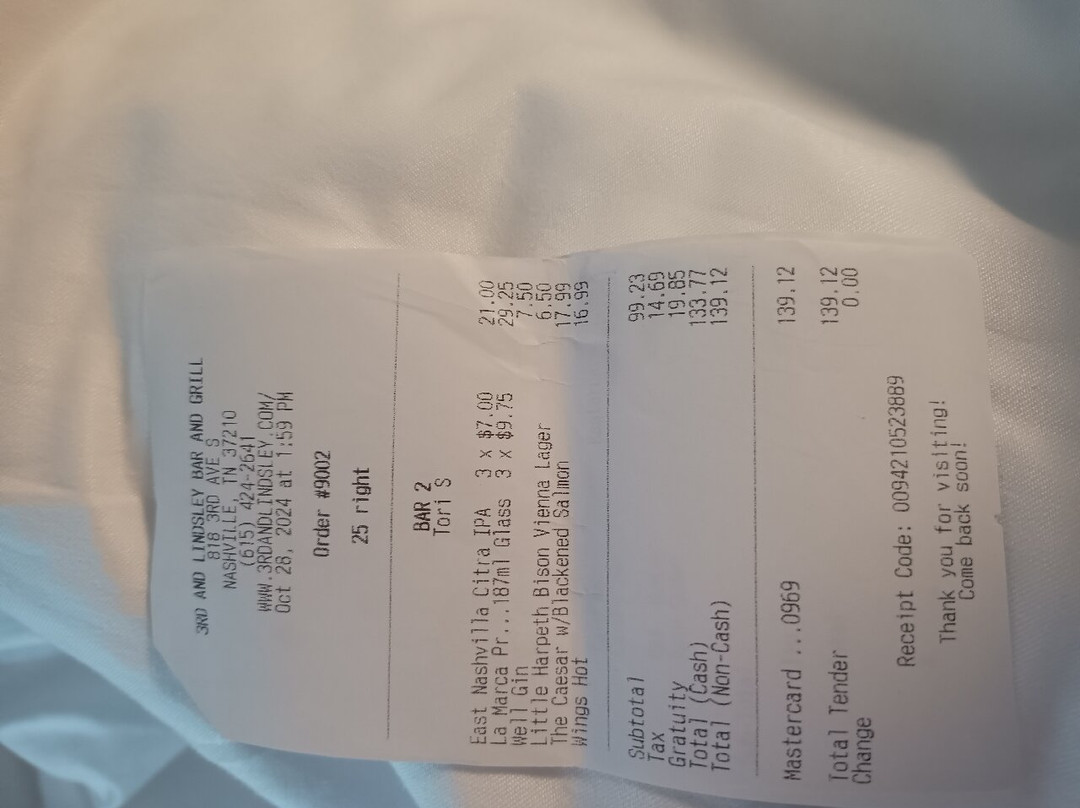 3RD AND LINDSLEY BAR AND GRILL
818 3RD AVE S
NASHVILLE, TN 37210
(615) 424-2641
WWW.3RDANDLINDSLEY.COM/
Oct 28, 2024 at 1:59 PM
Order #9002
25 right
BAR 2
Tori S
East Nashvilla Citra IPA 3 x $7.00 21.00
La Marca Pr...187ml Glass 3 x $9.75 29.25
Well Gin 7.50
Little Harpeth Bison Vienna Lager 6.50
The Caesar w/Blackened Salmon 17.99
Wings Hot 16.99
Subtotal 99.23
Tax 14.69
Gratuity 19.85
Total (Cash) 133.77
Total (Non-Cash) 139.12
Mastercard ...0969 139.12
Total Tender 139.12
Change 0.00
Receipt Code: 0094210523889
Thank you for visiting!
Come back soon!